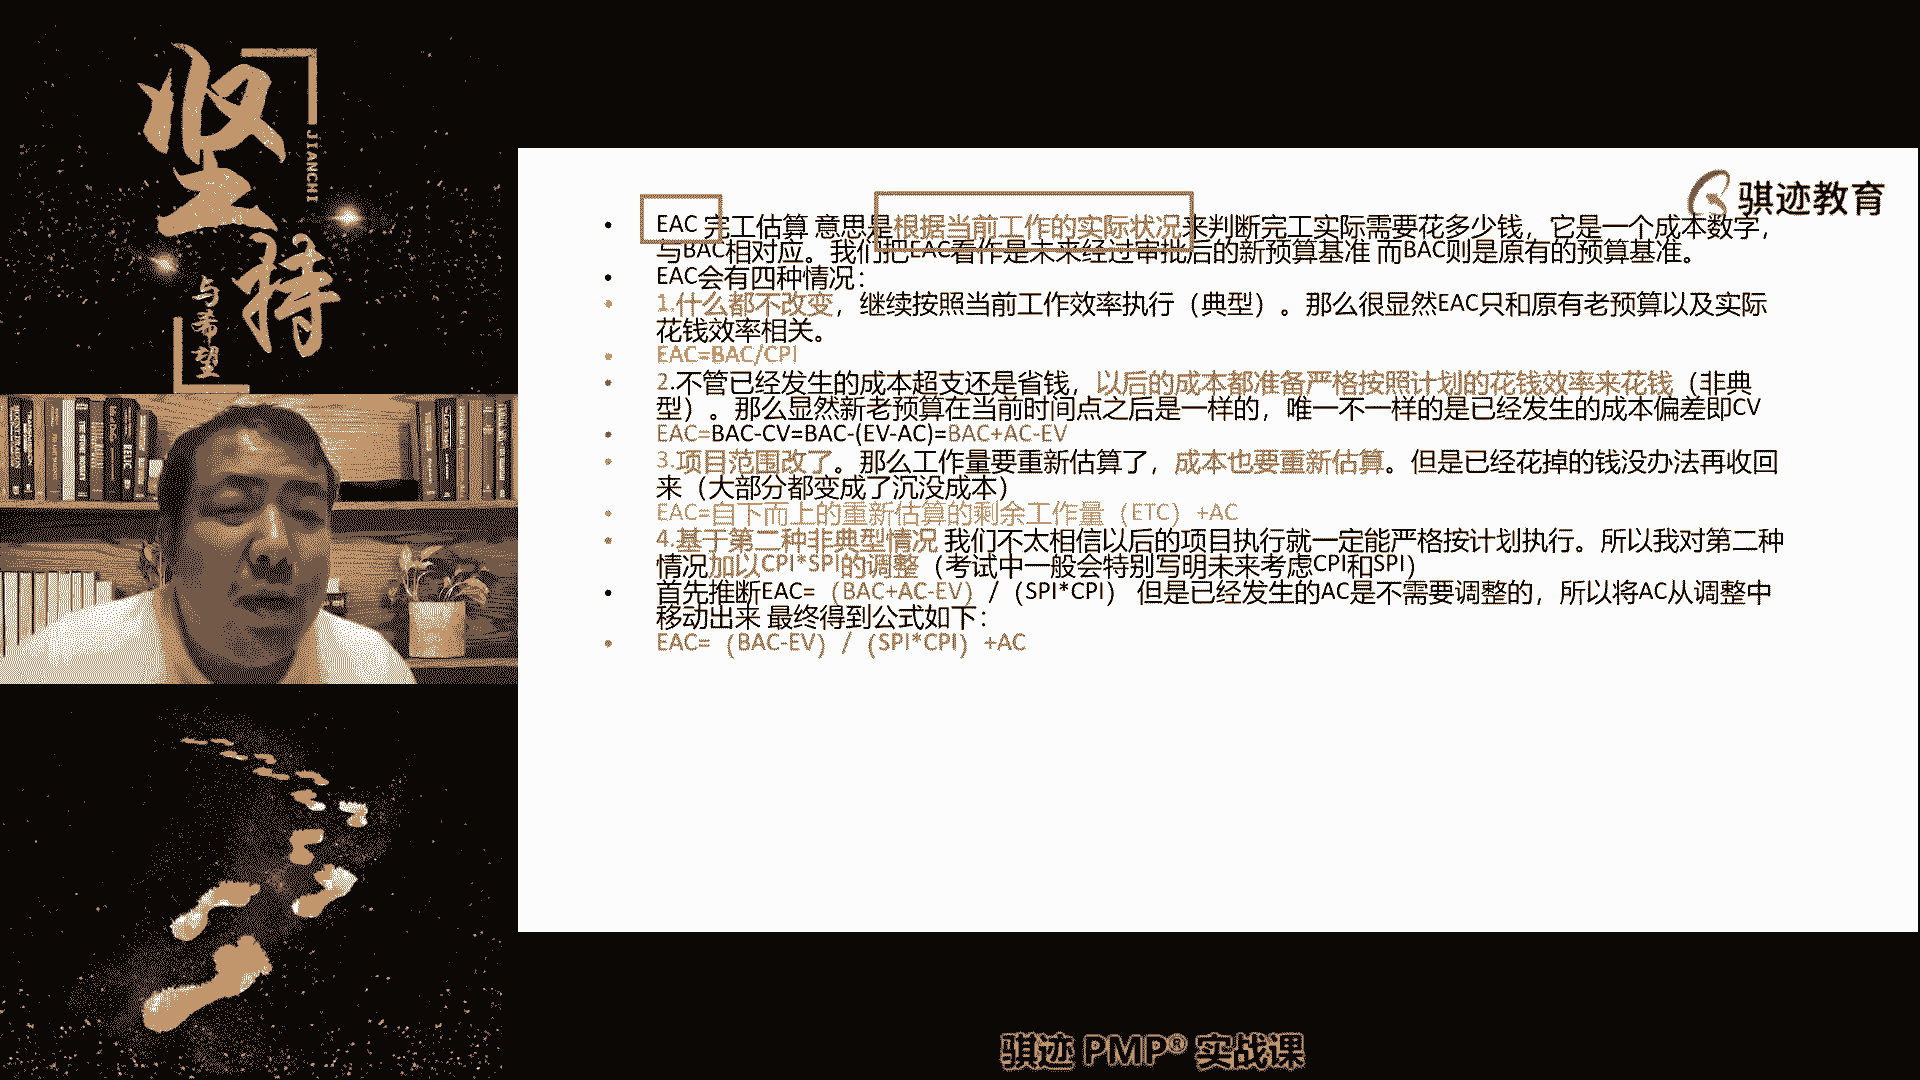 坚持
JIANCHI
与希望
骐迹教育
EAC 完工估算 意思是根据当前工作的实际状况来判断完工实际需要花多少钱，它是一个成本数字，
与BAC相对应。我们把EAC看作是未来经过审批后的新预算基准 而BAC则是原有的预算基准。
EAC会有四种情况：
1.什么都不改变，继续按照当前工作效率执行（典型）。那么很显然EAC只和原有老预算以及实际
花钱效率相关。
EAC=BAC/CPI
2.不管已经发生的成本超支还是省钱，以后的成本都准备严格按照计划的花钱效率来花钱（非典
型）。那么显然新老预算在当前时间点之后是一样的，唯一不一样的是已经发生的成本偏差即CV
EAC=BAC-CV=BAC-(EV-AC)=BAC+AC-EV
3.项目范围改了。那么工作量要重新估算了，成本也要重新估算。但是已经花掉的钱没办法再收回
来（大部分都变成了沉没成本）
EAC=自下而上的重新估算的剩余工作量（ETC）+AC
4.基于第二种非典型情况 我们不太相信以后的项目执行就一定能严格按计划执行。所以我对第二种
情况加以CPI*SPI的调整（考试中一般会特别写明未来考虑CPI和SPI）
首先推断EAC=（BAC+AC-EV）/（SPI*CPI） 但是已经发生的AC是不需要调整的，所以将AC从调整中
移动出来 最终得到公式如下：
EAC=（BAC-EV）/（SPI*CPI）+AC
骐迹 PMP® 实战课